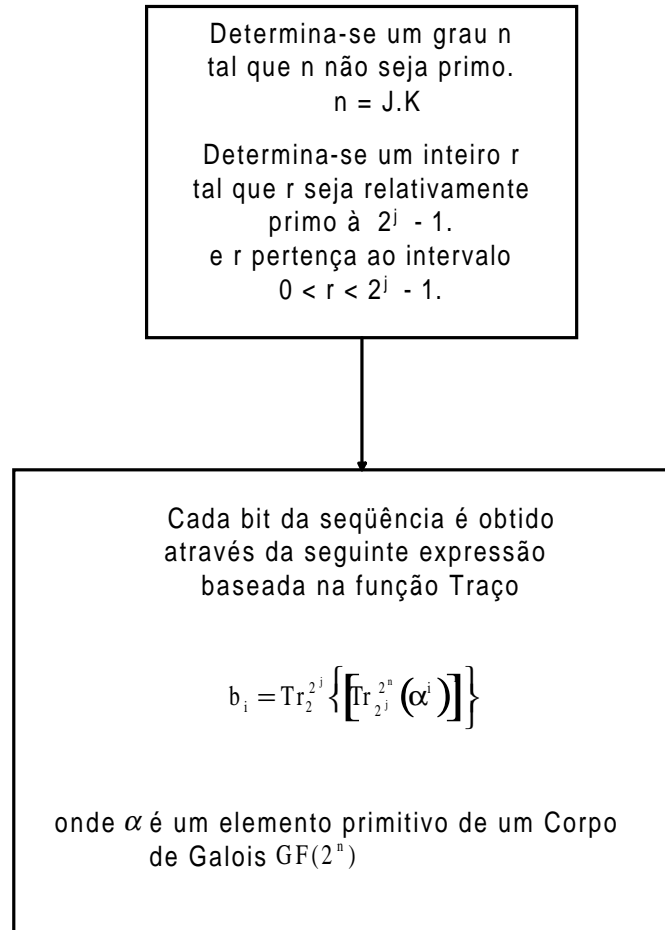 Determina-se um grau n
tal que n não seja primo.
n = J.K
Determina-se um inteiro r
tal que r seja relativamente
primo à 2^j - 1.
e r pertença ao intervalo
0 < r < 2^j - 1.
Cada bit da seqüência é obtido
através da seguinte expressão
baseada na função Traço
b_i = Tr_2^{2^j} {[Tr_{2^j}^{2^n} (α^i)]}
onde α é um elemento primitivo de um Corpo
de Galois GF(2^n)